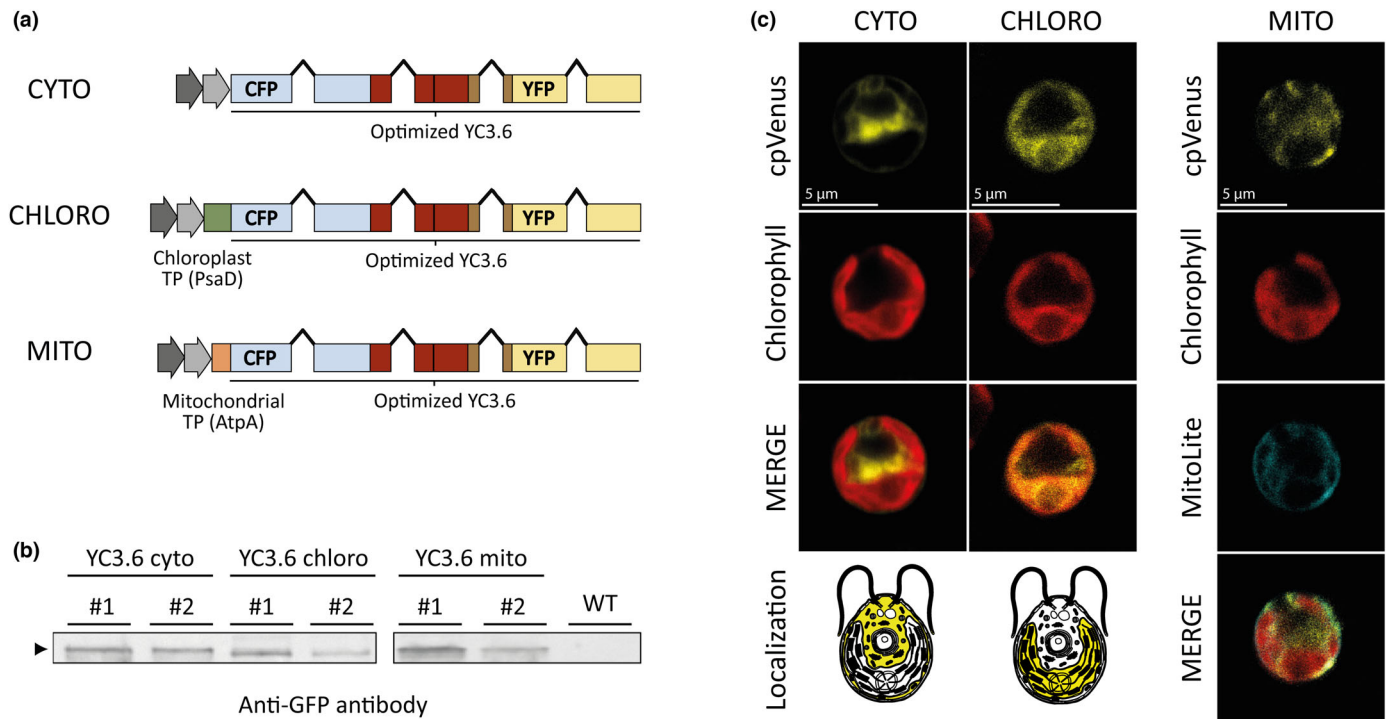 (a)
CYTO
CFP
YFP
Optimized YC3.6
CHLORO
CFP
YFP
Chloroplast
TP (PsaD)
Optimized YC3.6
MITO
CFP
YFP
Mitochondrial
TP (AtpA)
Optimized YC3.6
(b)
YC3.6 cyto
YC3.6 chloro
YC3.6 mito
#1
#2
#1
#2
#1
#2
WT
Anti-GFP antibody
(c)
CYTO
CHLORO
MITO
cpVenus
5 µm
5 µm
cpVenus
5 µm
Chlorophyll
Chlorophyll
MERGE
MitoLite
Localization
MERGE